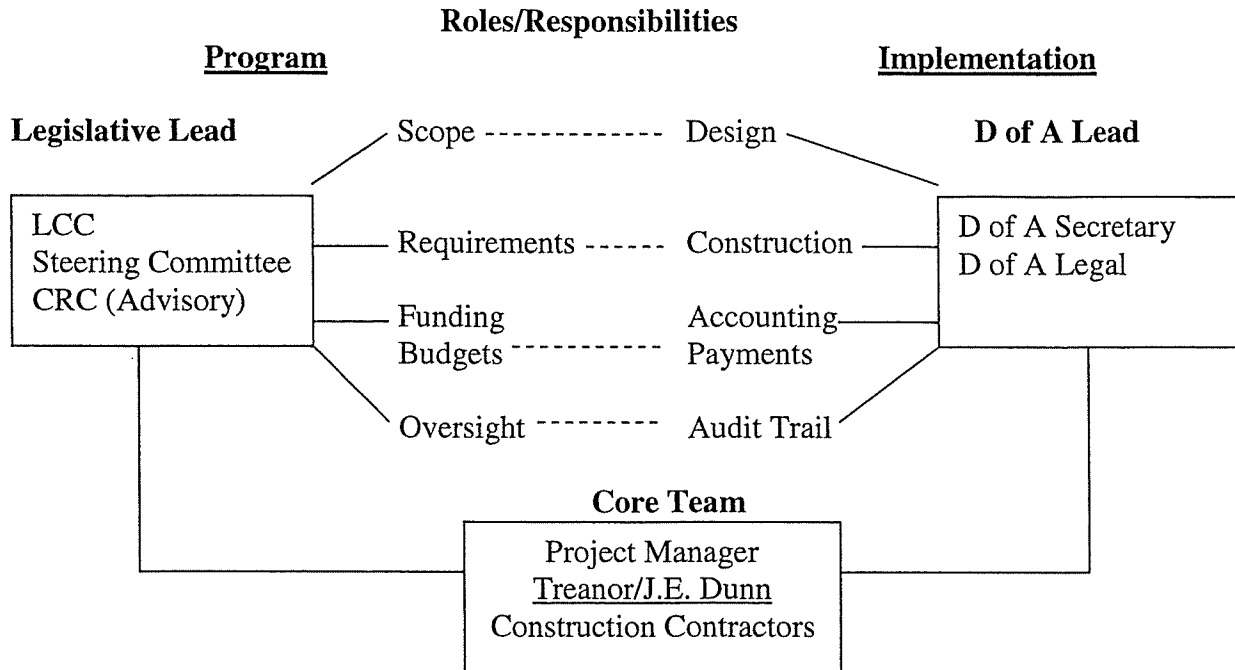 Roles/Responsibilities
Program
Implementation
Legislative Lead
Scope
Design
D of A Lead
LCC
Steering Committee
CRC (Advisory)
Requirements
Construction
D of A Secretary
D of A Legal
Funding
Budgets
Accounting
Payments
Oversight
Audit Trail
Core Team
Project Manager
Treanor/J.E. Dunn
Construction Contractors